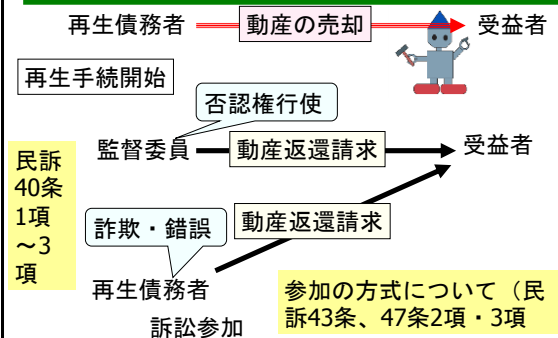 再生債務者 動産の売却 受益者
再生手続開始
否認権行使
監督委員 動産返還請求 受益者
民訴
40条
1項
～3
項
詐欺・錯誤 動産返還請求
再生債務者
訴訟参加
参加の方式について（民
訴43条、47条2項・3項